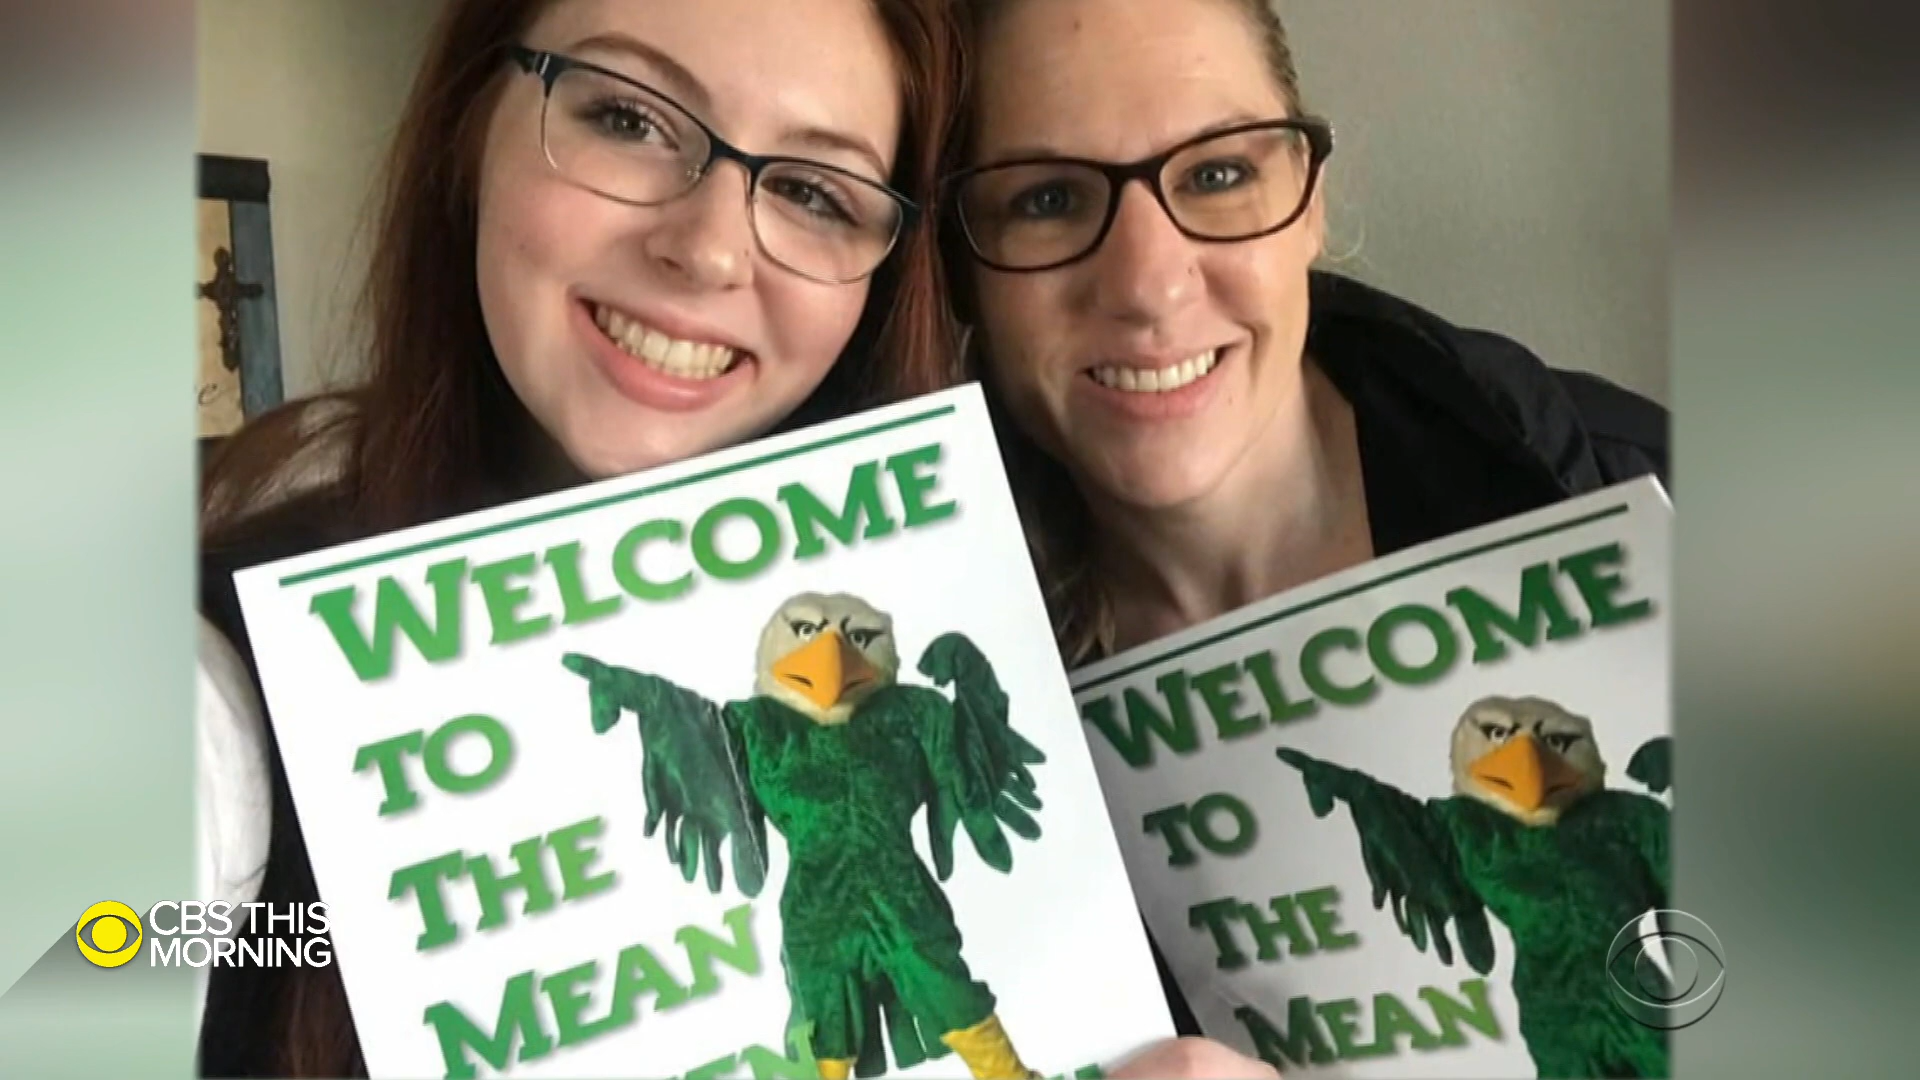 WELCOME
TO
THE
MEAN
WELCOME
TO
THE
MEAN
CBS THIS
MORNING